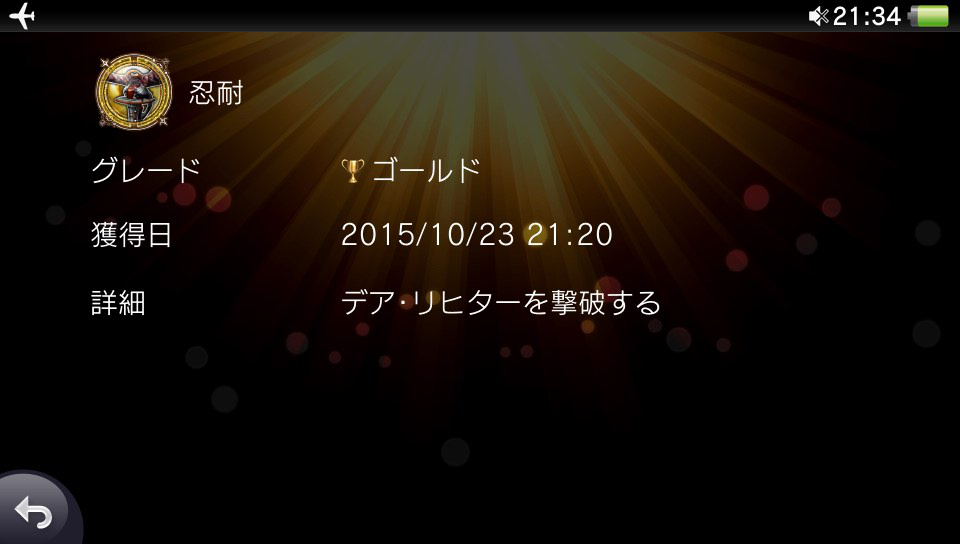 21:34
忍耐
グレード ゴールド
獲得日 2015/10/23 21:20
詳細 デア・リヒターを撃破する